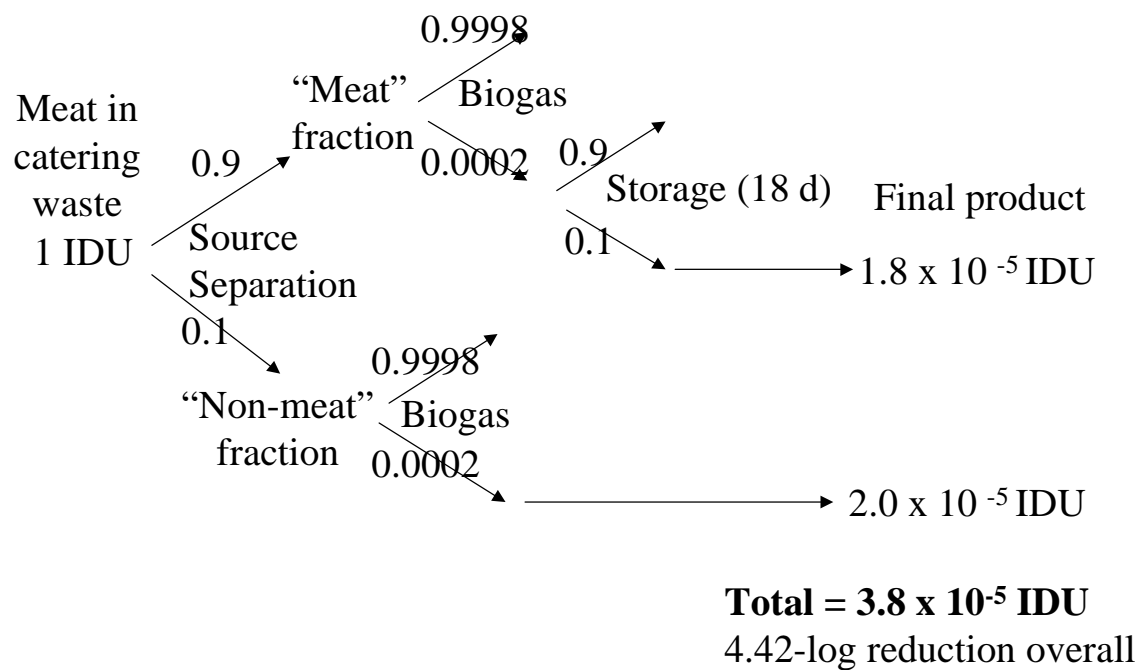 0.9998
“Meat”
fraction
Biogas
0.0002
Meat in
catering
waste
1 IDU
0.9
Source
Separation
0.1
0.9
Storage (18 d)
0.1
Final product
1.8 x 10 -5 IDU
0.9998
“Non-meat”
fraction
Biogas
0.0002
2.0 x 10 -5 IDU
Total = 3.8 x 10-5 IDU
4.42-log reduction overall